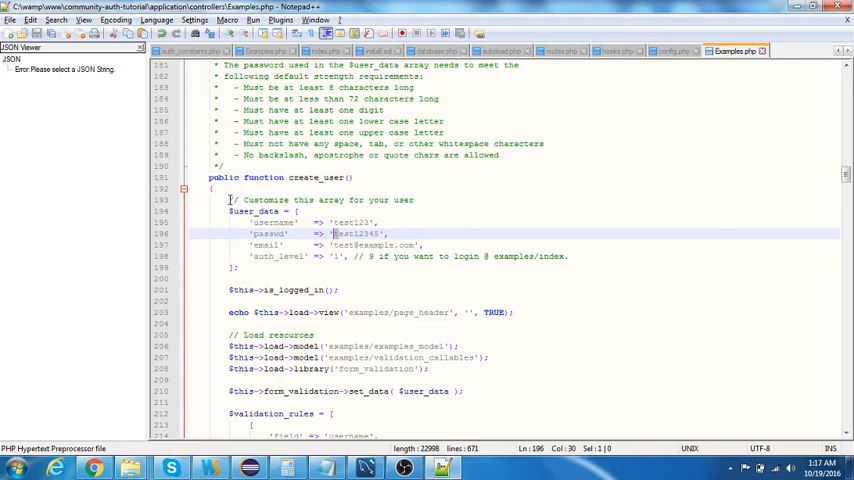 C:\wamp\www\community-auth-tutorial\application\controllers\Examples.php - Notepad++
File Edit Search View Encoding Language Settings Macro Run Plugins Window ?
X
JSON Viewer
auth_constants.php Examples.php index.php install.sql database.php autoload.php routes.php hooks.php config.php Examples.php
JSON
Error:Please select a JSON String.
181 * The password used in the $user_data array needs to meet the
182 * following default strength requirements:
183 * - Must be at least 8 characters long
184 * - Must be at less than 72 characters long
185 * - Must have at least one digit
186 * - Must have at least one lower case letter
187 * - Must have at least one upper case letter
188 * - Must not have any space, tab, or other whitespace characters
189 * - No backslash, apostrophe or quote chars are allowed
190 */
191 public function create_user()
192 {
193 // Customize this array for your user
194 $user_data = [
195 'username' => 'test123',
196 'passwd' => 'test12345',
197 'email' => 'test@example.com',
198 'auth_level' => '1', // 9 if you want to login @ examples/index.
199 ];
200
201 $this->is_logged_in();
202
203 echo $this->load->view('examples/page_header', '', TRUE);
204
205 // Load resources
206 $this->load->model('examples/examples_model');
207 $this->load->model('examples/validation_callables');
208 $this->load->library('form_validation');
209
210 $this->form_validation->set_data( $user_data );
211
212 $validation_rules = [
213 [
214 'field' => 'username',
PHP Hypertext Preprocessor file length : 22998 lines : 671 Ln : 196 Col : 30 Sel : 1 | 0 UNIX UTF-8 INS
1:17 AM
10/19/2016